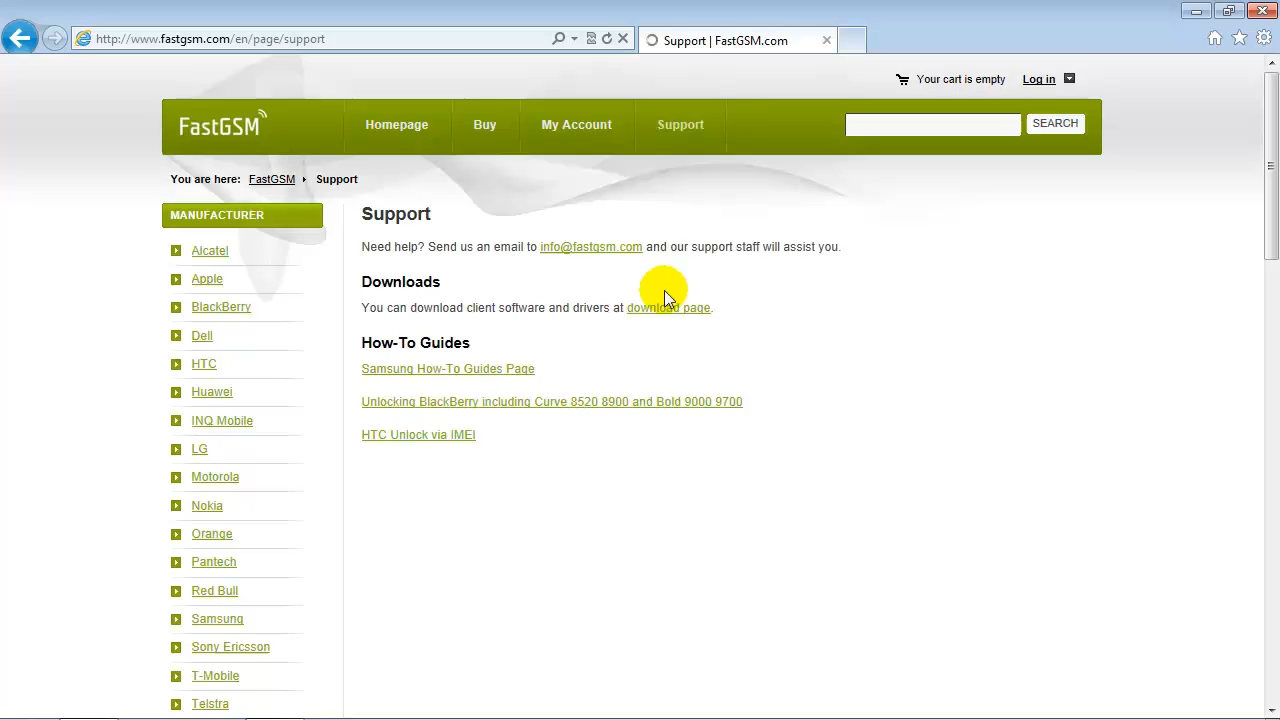 http://www.fastgsm.com/en/page/support
Support | FastGSM.com
Your cart is empty
Log in
FastGSM
Homepage
Buy
My Account
Support
SEARCH
You are here: FastGSM Support
MANUFACTURER
Alcatel
Apple
BlackBerry
Dell
HTC
Huawei
INQ Mobile
LG
Motorola
Nokia
Orange
Pantech
Red Bull
Samsung
Sony Ericsson
T-Mobile
Telstra
Support
Need help? Send us an email to info@fastgsm.com and our support staff will assist you.
Downloads
You can download client software and drivers at download page.
How-To Guides
Samsung How-To Guides Page
Unlocking BlackBerry including Curve 8520 8900 and Bold 9000 9700
HTC Unlock via IMEI